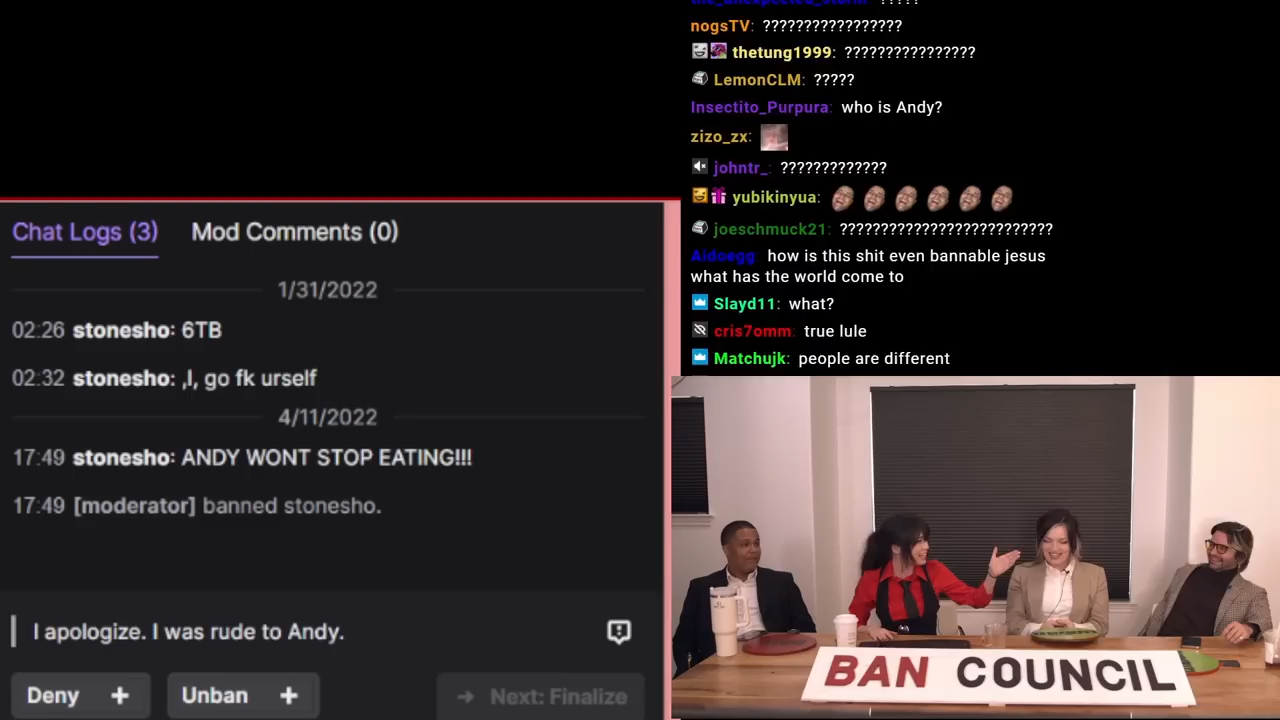 Chat Logs (3) Mod Comments (0)
1/31/2022
02:26 stonesho: 6TB
02:32 stonesho: ,I, go fk urself
4/11/2022
17:49 stonesho: ANDY WONT STOP EATING!!!
17:49 [moderator] banned stonesho.
I apologize. I was rude to Andy.
Deny + Unban + → Next: Finalize
nogsTV: ?????????????????
thetung1999: ????????????????
LemonCLM: ?????
Insectito_Purpura: who is Andy?
zizo_zx:
johntr_: ?????????????
yubikinyua:
joeschmuck21: ??????????????????????????
Aidoegg: how is this shit even bannable jesus
what has the world come to
Slayd11: what?
cris7omm: true lule
Matchujk: people are different
BAN COUNCIL